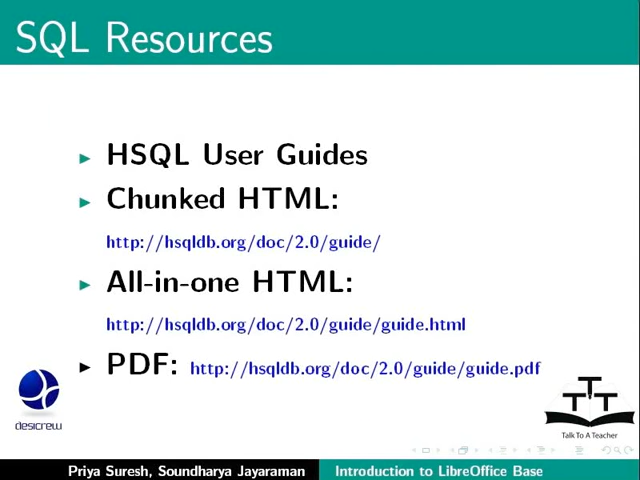 SQL Resources
HSQL User Guides
Chunked HTML:
http://hsqldb.org/doc/2.0/guide/
All-in-one HTML:
http://hsqldb.org/doc/2.0/guide/guide.html
PDF: http://hsqldb.org/doc/2.0/guide/guide.pdf
desicrew
TTT
Talk To A Teacher
Priya Suresh, Soundharya Jayaraman Introduction to LibreOffice Base